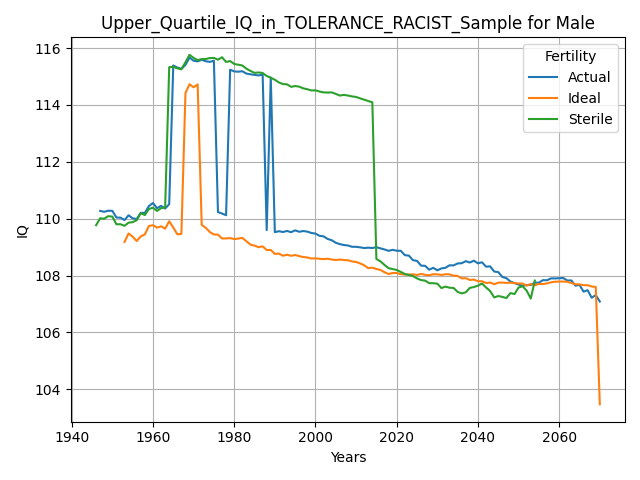 Upper_Quartile_IQ_in_TOLERANCE_RACIST_Sample for Male
Fertility
Actual
Ideal
Sterile
116
114
112
110
108
106
104
IQ
1940
1960
1980
2000
2020
2040
2060
Years